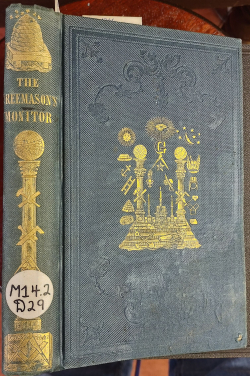 THE
FREEMASON'S
MONITOR
G
M14.2
D29